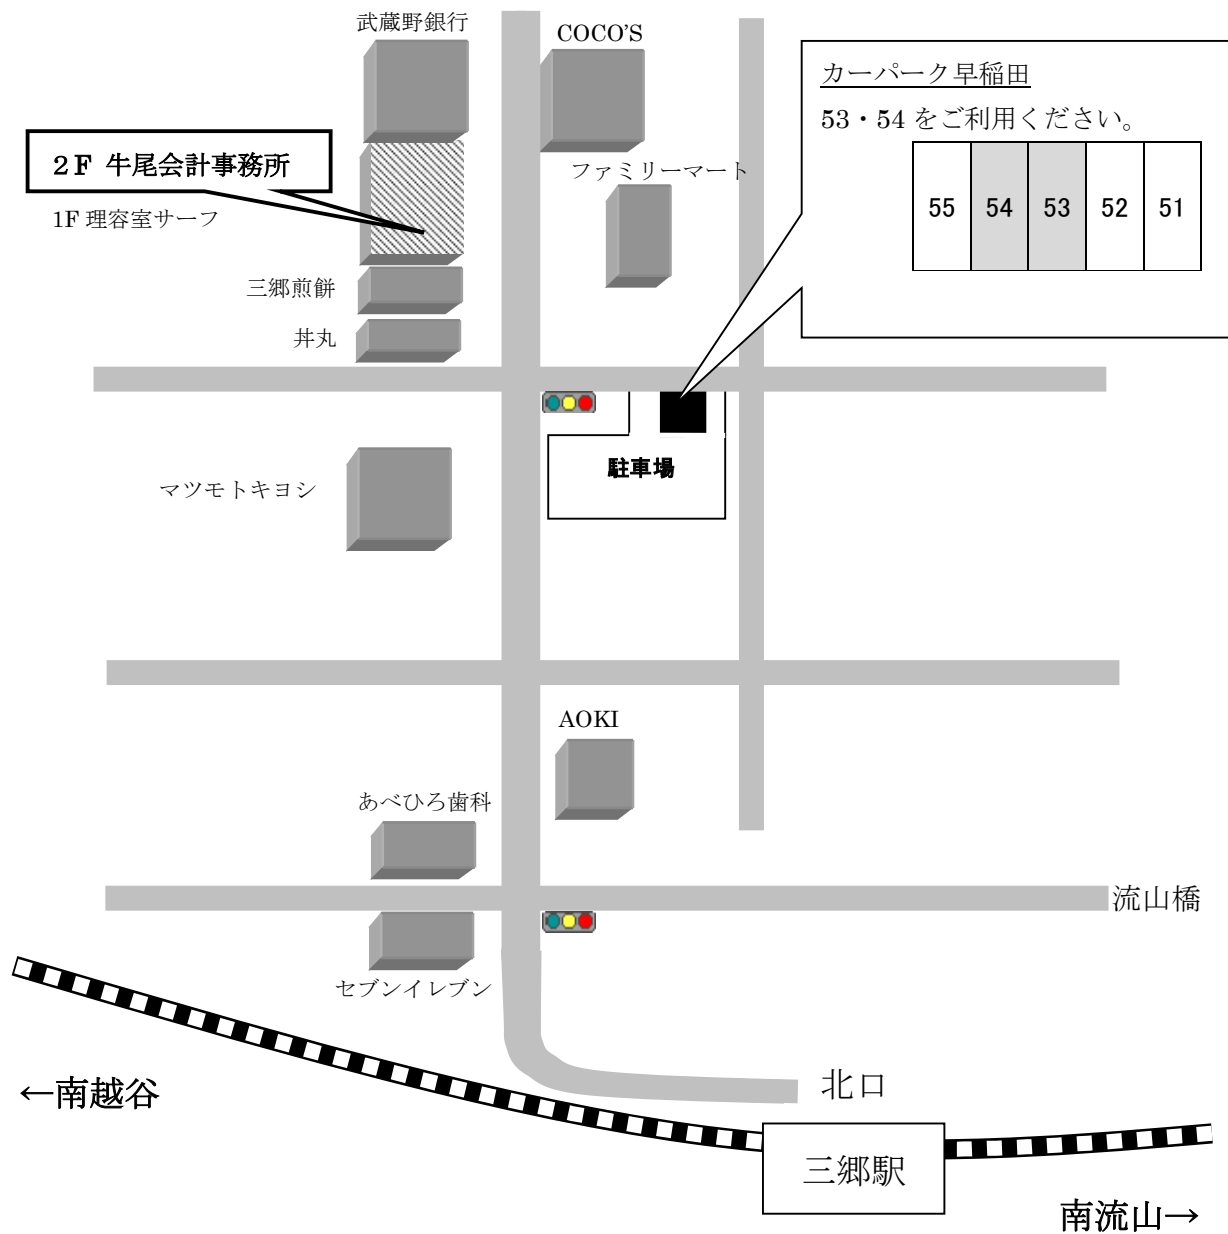 武蔵野銀行
COCO'S
カーパーク早稲田
53・54 をご利用ください。
55 54 53 52 51
2F 牛尾会計事務所
1F 理容室サーフ
ファミリーマート
三郷煎餅
丼丸
駐車場
マツモトキヨシ
AOKI
あべひろ歯科
流山橋
セブンイレブン
←南越谷
北口
三郷駅
南流山→